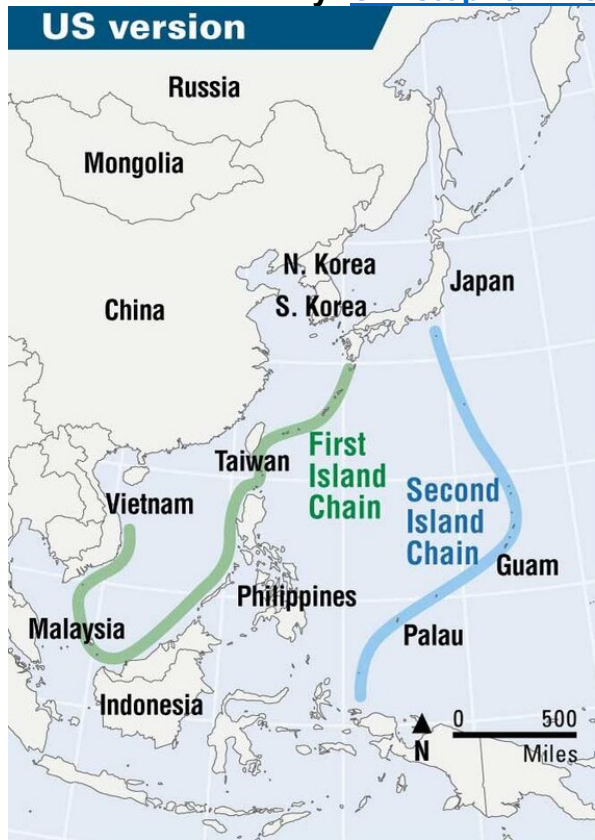 US version
Russia
Mongolia
N. Korea
Japan
S. Korea
China
First
Island
Chain
Taiwan
Second
Island
Chain
Vietnam
Guam
Philippines
Malaysia
Palau
Indonesia
0 500
N
Miles